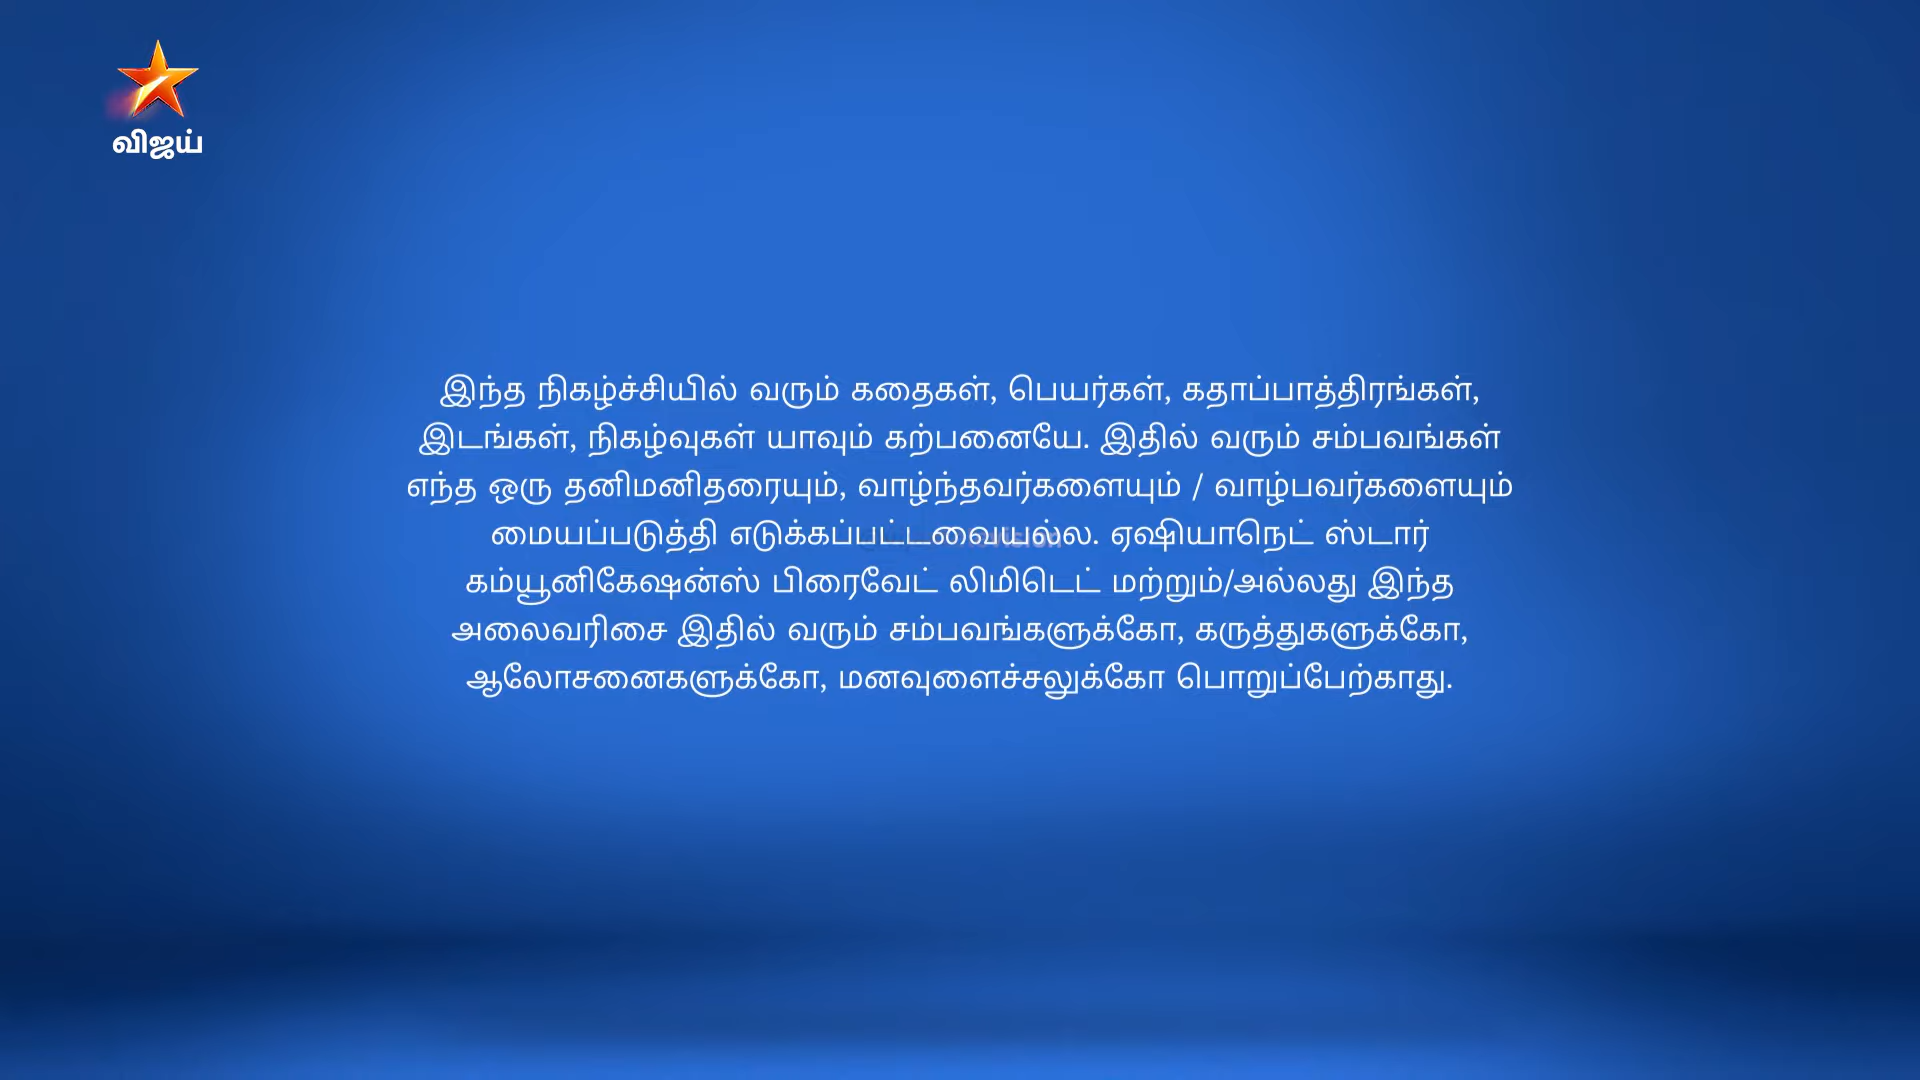 விஜய்
இந்த நிகழ்ச்சியில் வரும் கதைகள், பெயர்கள், கதாப்பாத்திரங்கள்,
இடங்கள், நிகழ்வுகள் யாவும் கற்பனையே. இதில் வரும் சம்பவங்கள்
எந்த ஒரு தனிமனிதரையும், வாழ்ந்தவர்களையும் / வாழ்பவர்களையும்
மையப்படுத்தி எடுக்கப்பட்டவையல்ல. ஏஷியாநெட் ஸ்டார்
கம்யூனிகேஷன்ஸ் பிரைவேட் லிமிடெட் மற்றும்/அல்லது இந்த
அலைவரிசை இதில் வரும் சம்பவங்களுக்கோ, கருத்துகளுக்கோ,
ஆலோசனைகளுக்கோ, மனவுளைச்சலுக்கோ பொறுப்பேற்காது.